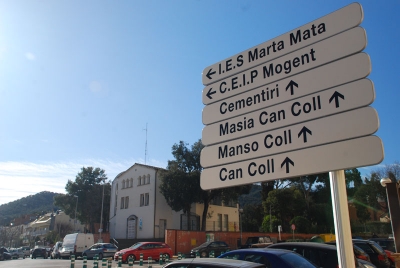 I.E.S Marta Mata
C.E.I.P Mogent
Cementiri
Masia Can Coll
Manso Coll
Can Coll